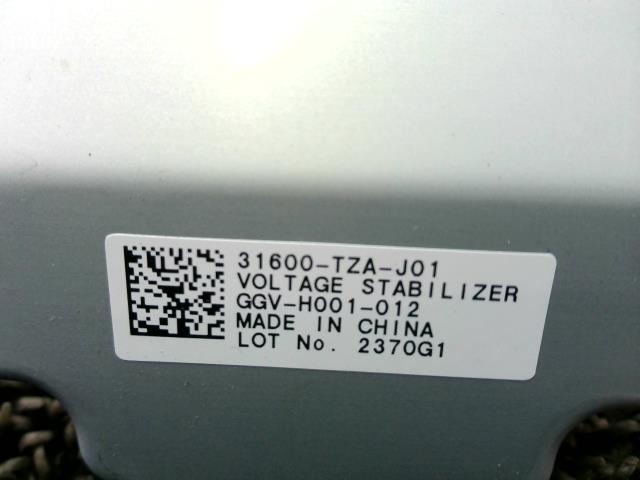 31600-TZA-J01
VOLTAGE STABILIZER
GGV-H001-012
MADE IN CHINA
LOT No. 2370G1